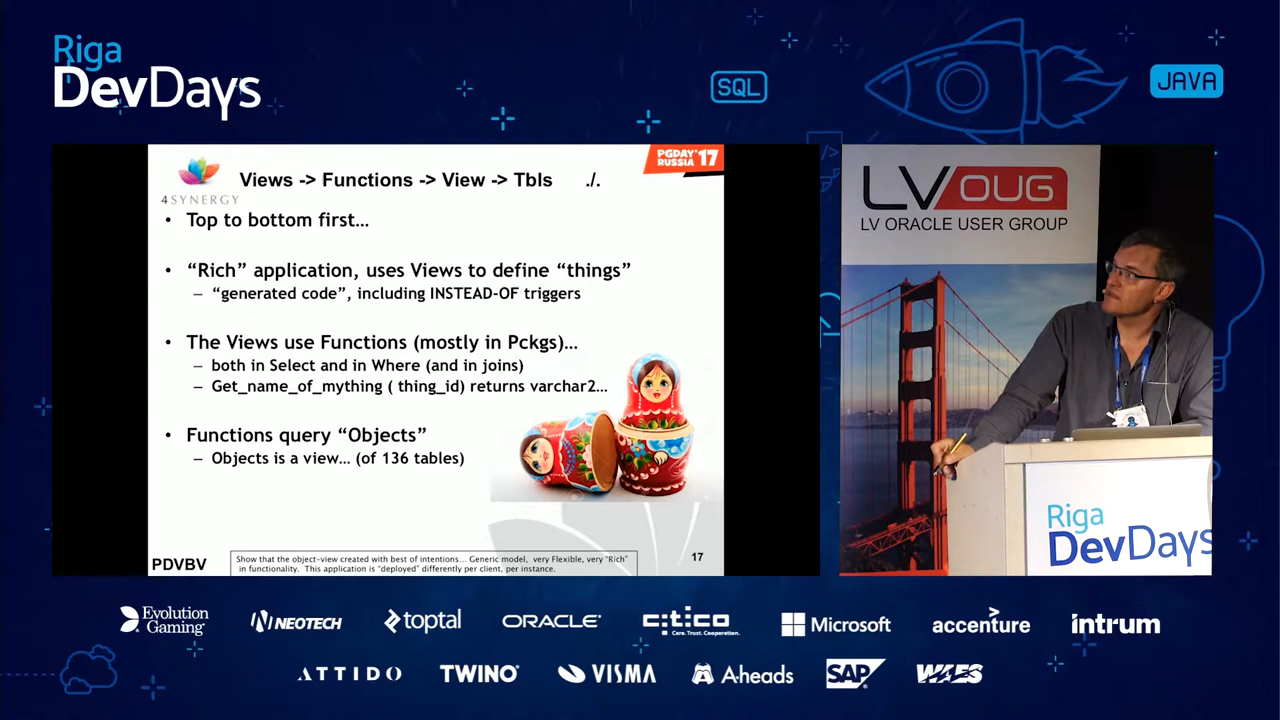 Riga
DevDays
SQL
JAVA
PGDAY'17
RUSSIA
4SYNERGY
Views -> Functions -> View -> Tbls ./.
• Top to bottom first…
• “Rich” application, uses Views to define “things”
– “generated code”, including INSTEAD-OF triggers
• The Views use Functions (mostly in Pckgs)…
– both in Select and in Where (and in joins)
– Get_name_of_mything ( thing_id) returns varchar2…
• Functions query “Objects”
– Objects is a view… (of 136 tables)
PDVBV
Show that the object-view created with best of intentions… Generic model, very Flexible, very “Rich”
in functionality. This application is “deployed” differently per client, per instance.
17
LVOUG
LV ORACLE USER GROUP
Riga
DevDays
Evolution
Gaming
NEOTECH
toptal
ORACLE
citco
Care. Trust. Cooperation.
Microsoft
accenture
intrum
ATTIDO
TWINO
VISMA
A-heads
SAP
WAES